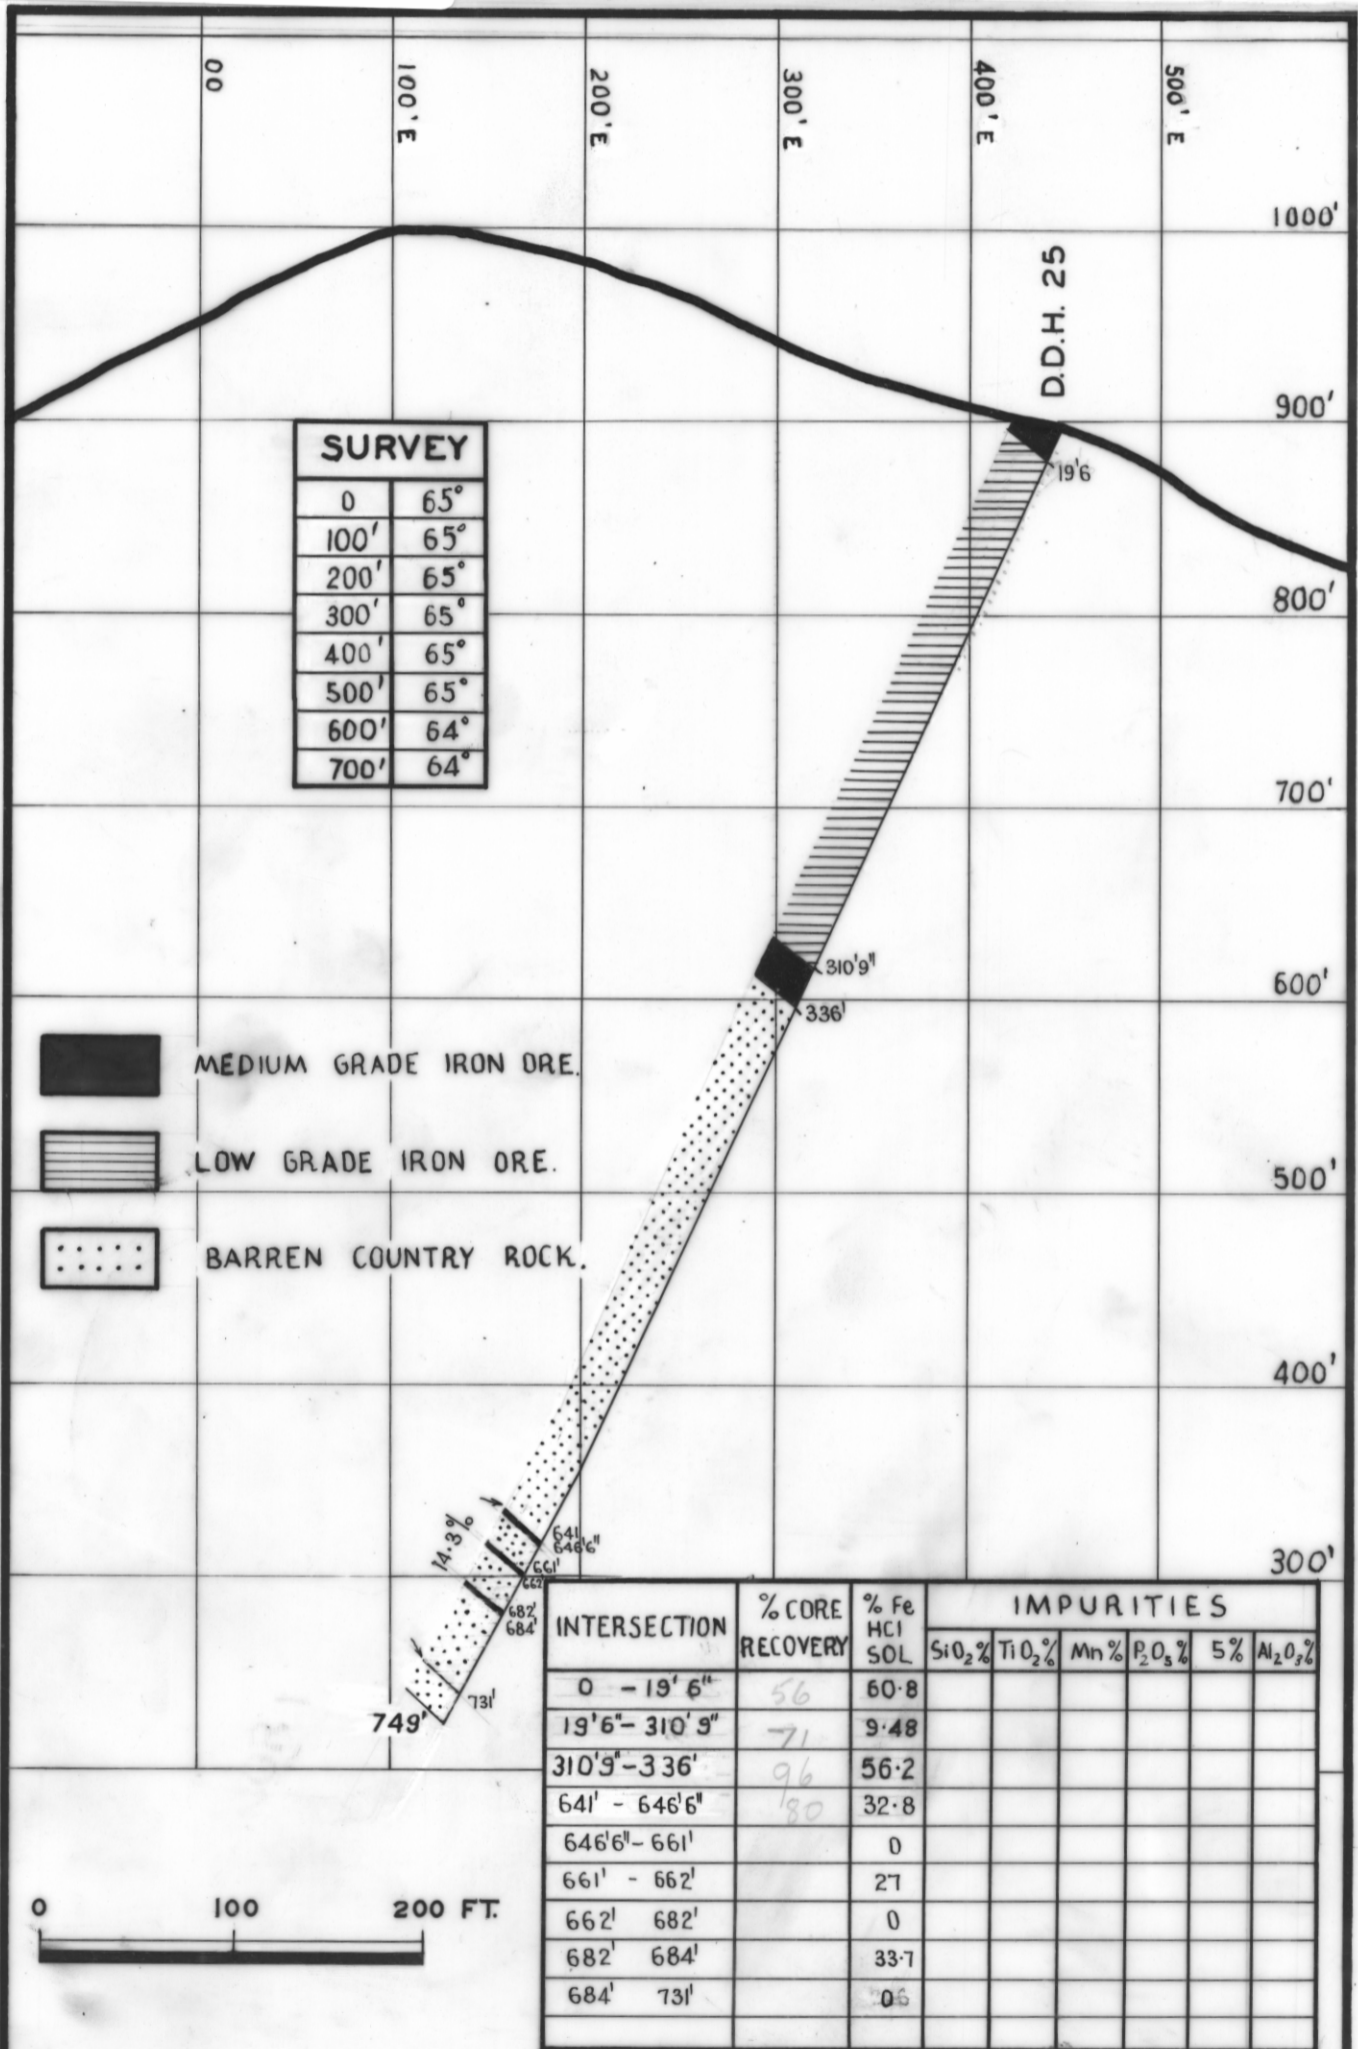 00
100' E
200' E
300' E
400' E
500' E
1000'
D.D.H. 25
900'
SURVEY
19'6
0 65°
100' 65°
200' 65°
800'
300' 65°
400' 65°
500' 65°
600' 64°
700' 64°
700'
310'9"
600'
336'
MEDIUM GRADE IRON ORE.
LOW GRADE IRON ORE.
500'
BARREN COUNTRY ROCK.
400'
14.3%
641
646'6"
300'
661'
662'
682'
684'
731'
749'
INTERSECTION % CORE RECOVERY % Fe HCl SOL IMPURITIES
SiO₂% TiO₂% Mn% P₂O₅% 5% Al₂O₃%
0 - 19'6" 56 60.8
19'6" - 310'9" 71 9.48
310'9" - 336' 96 56.2
641' - 646'6" 80 32.8
646'6" - 661' 0
661' - 662' 27
662' 682' 0
682' 684' 33.7
684' 731' 0
0 100 200 FT.